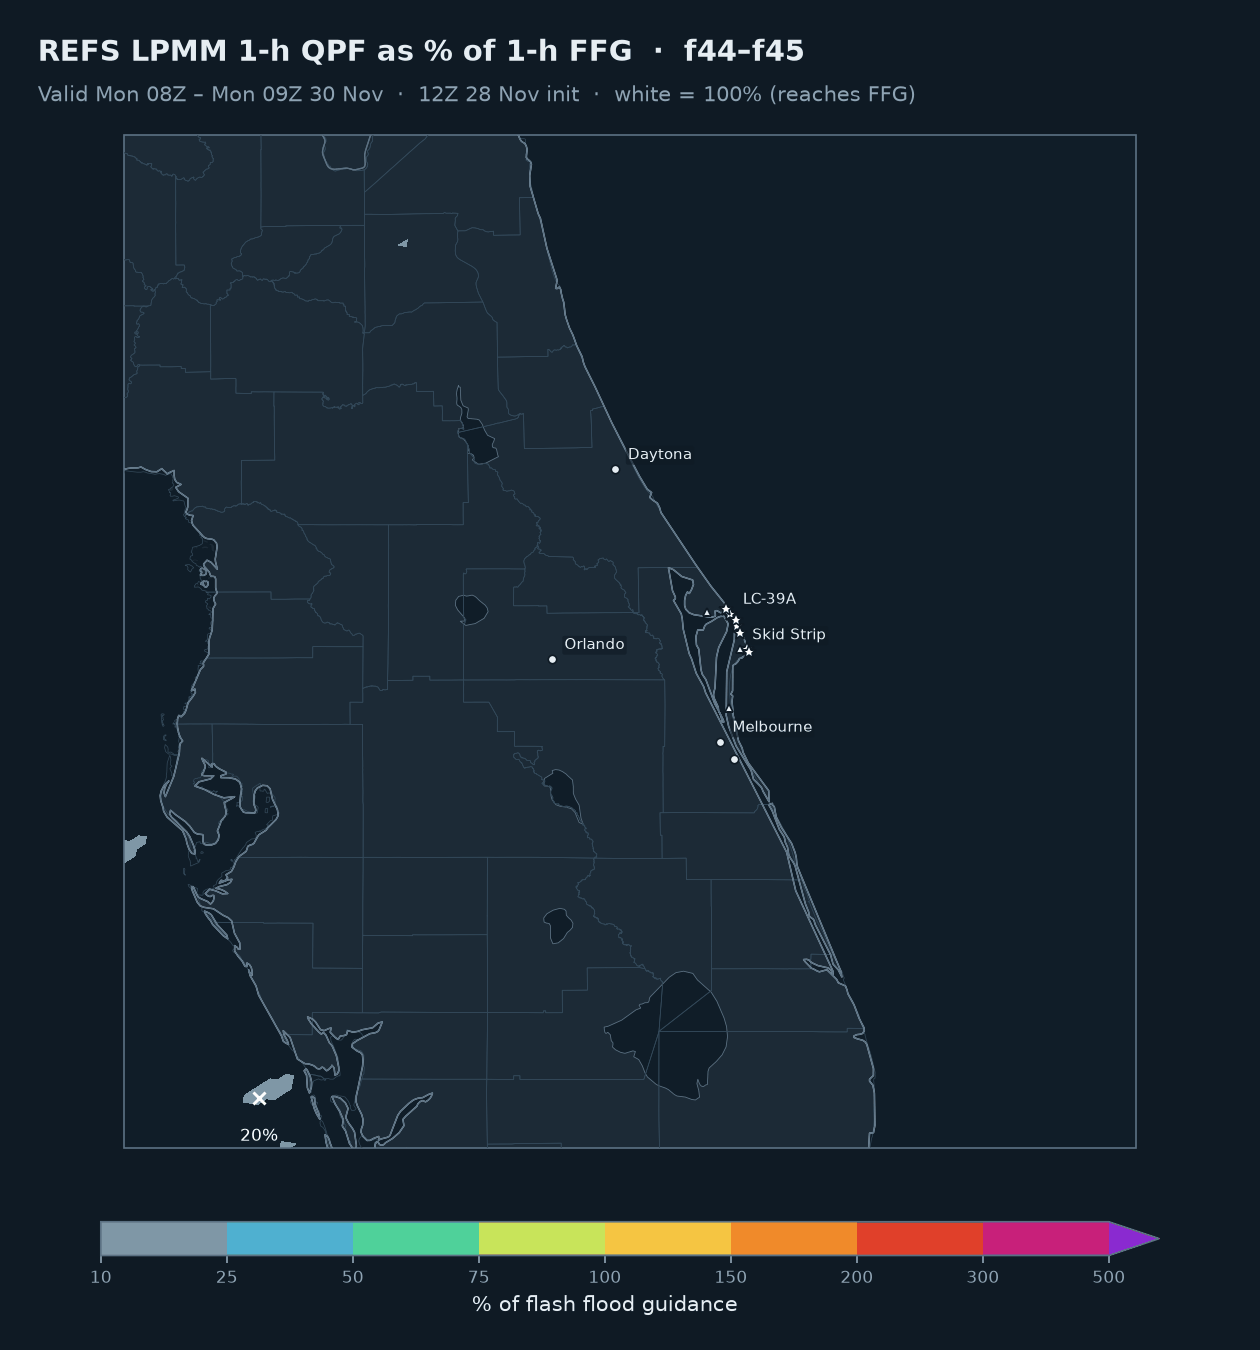 REFS LPMM 1-h QPF as % of 1-h FFG · f44–f45
Valid Mon 08Z – Mon 09Z 30 Nov · 12Z 28 Nov init · white = 100% (reaches FFG)
Daytona
LC-39A
Skid Strip
Orlando
Melbourne
20%
10 25 50 75 100 150 200 300 500
% of flash flood guidance